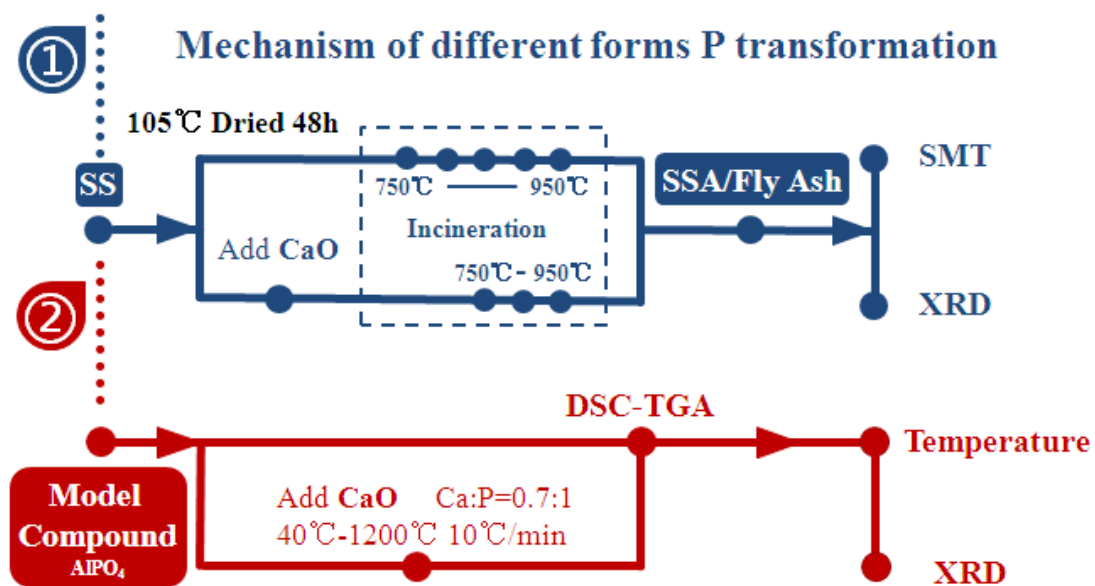 ①
Mechanism of different forms P transformation
105℃ Dried 48h
SS
750℃ 950℃
Incineration
Add CaO
750℃- 950℃
SSA/Fly Ash
SMT
XRD
②
Model
Compound
AlPO₄
DSC-TGA
Add CaO Ca:P=0.7:1
40℃-1200℃ 10℃/min
Temperature
XRD